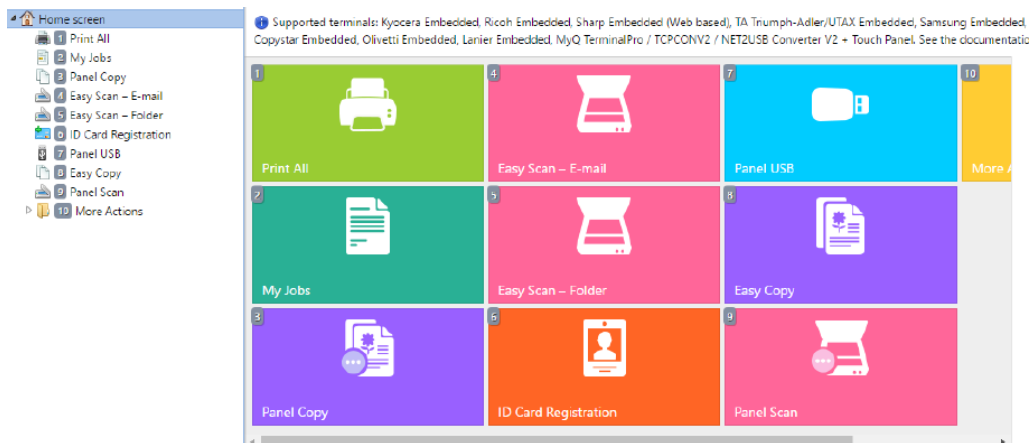 Home screen
1 Print All
2 My Jobs
3 Panel Copy
4 Easy Scan – E-mail
5 Easy Scan – Folder
6 ID Card Registration
7 Panel USB
8 Easy Copy
9 Panel Scan
10 More Actions
Supported terminals: Kyocera Embedded, Ricoh Embedded, Sharp Embedded (Web based), TA Triumph-Adler/UTAX Embedded, Samsung Embedded,
Copystar Embedded, Olivetti Embedded, Lanier Embedded, MyQ TerminalPro / TCPCONV2 / NET2USB Converter V2 + Touch Panel. See the documentatio
1
4
7
10
Print All
Easy Scan – E-mail
Panel USB
More A
2
5
8
My Jobs
Easy Scan – Folder
Easy Copy
3
6
9
Panel Copy
ID Card Registration
Panel Scan